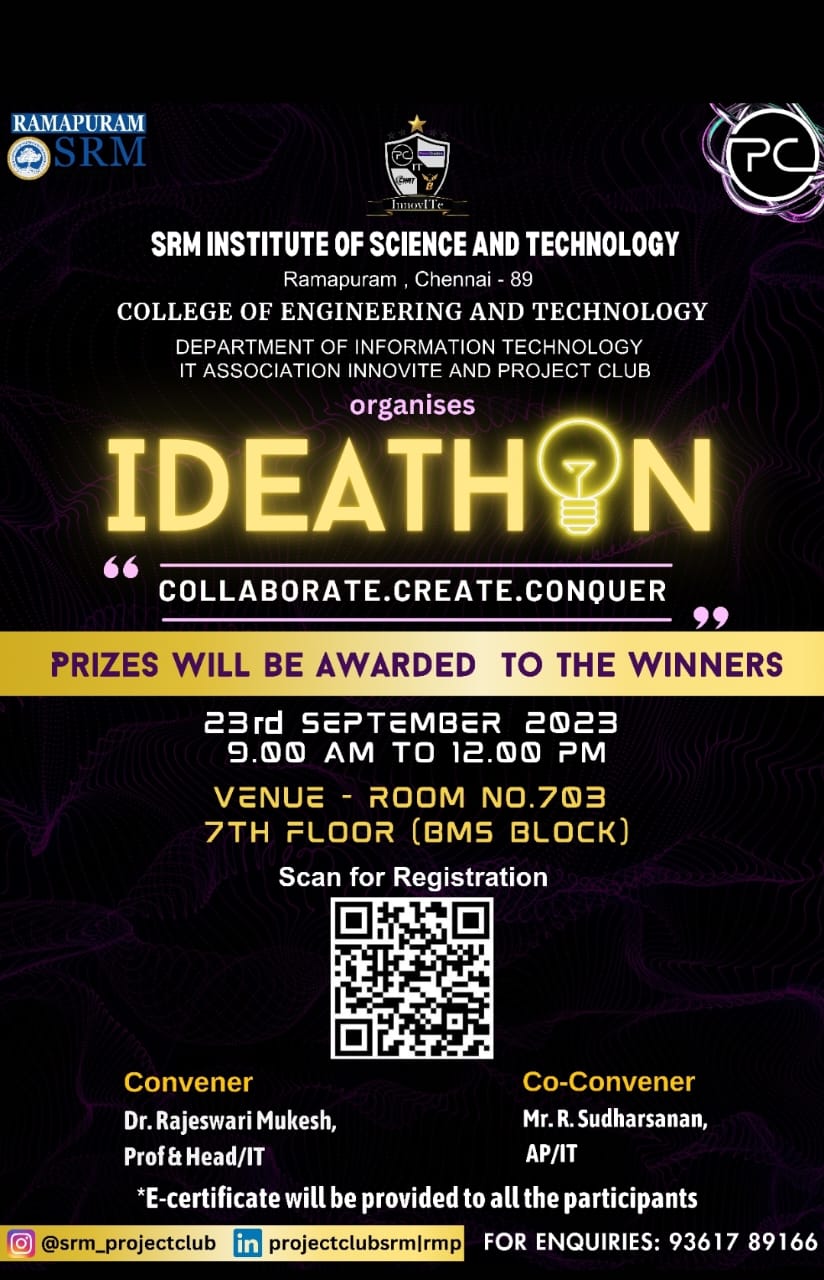 RAMAPURAM
SRM
PC
IT
InnovITe
PC
SRM INSTITUTE OF SCIENCE AND TECHNOLOGY
Ramapuram , Chennai - 89
COLLEGE OF ENGINEERING AND TECHNOLOGY
DEPARTMENT OF INFORMATION TECHNOLOGY
IT ASSOCIATION INNOVITE AND PROJECT CLUB
organises
IDEATHON
“ COLLABORATE.CREATE.CONQUER ”
PRIZES WILL BE AWARDED TO THE WINNERS
23rd SEPTEMBER 2023
9.00 AM TO 12.00 PM
VENUE - ROOM NO.703
7TH FLOOR (BMS BLOCK)
Scan for Registration
Convener
Dr. Rajeswari Mukesh,
Prof & Head/IT
Co-Convener
Mr. R. Sudharsanan,
AP/IT
*E-certificate will be provided to all the participants
@srm_projectclub in projectclubsrm|rmp FOR ENQUIRIES: 93617 89166